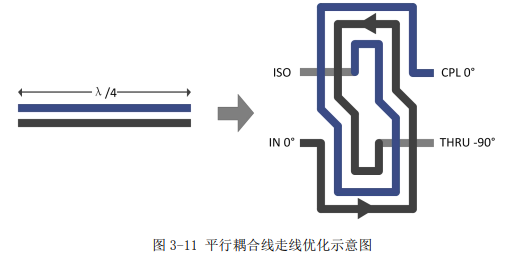 λ/4
ISO
CPL 0°
IN 0°
THRU -90°
图 3-11 平行耦合线走线优化示意图